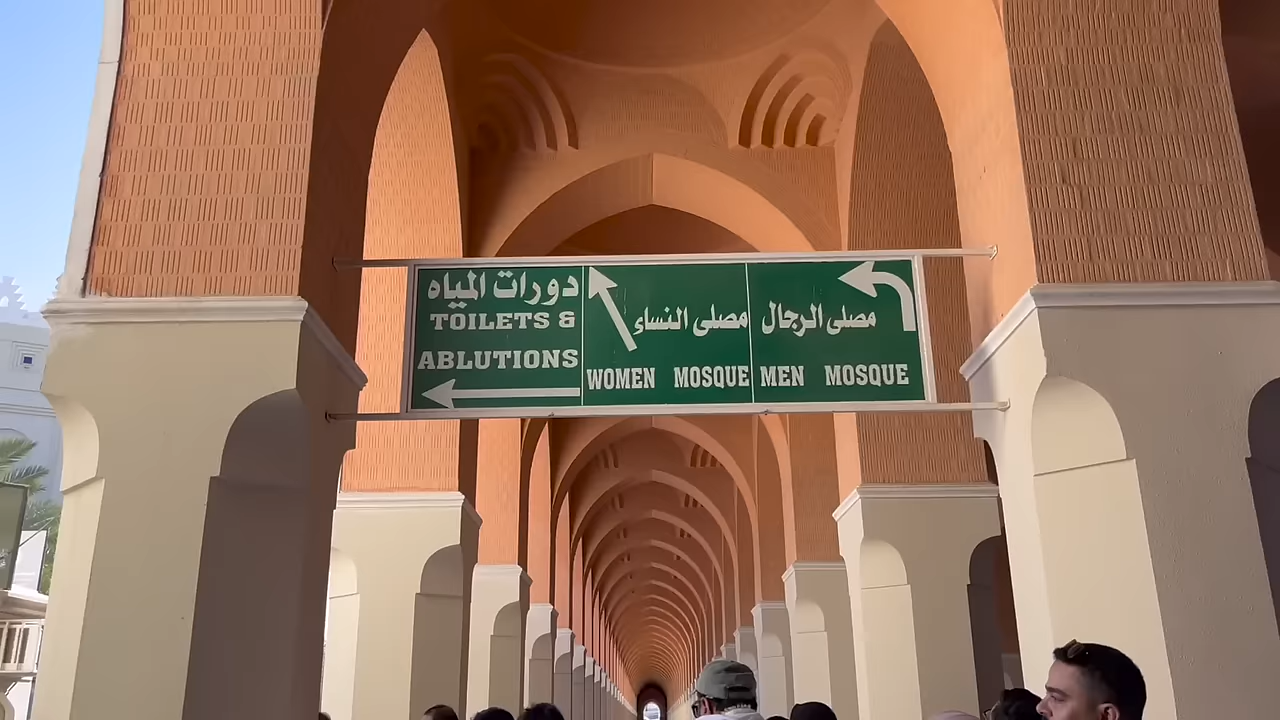 دورات المياه
TOILETS &
ABLUTIONS
مصلى النساء
WOMEN MOSQUE
مصلى الرجال
MEN MOSQUE